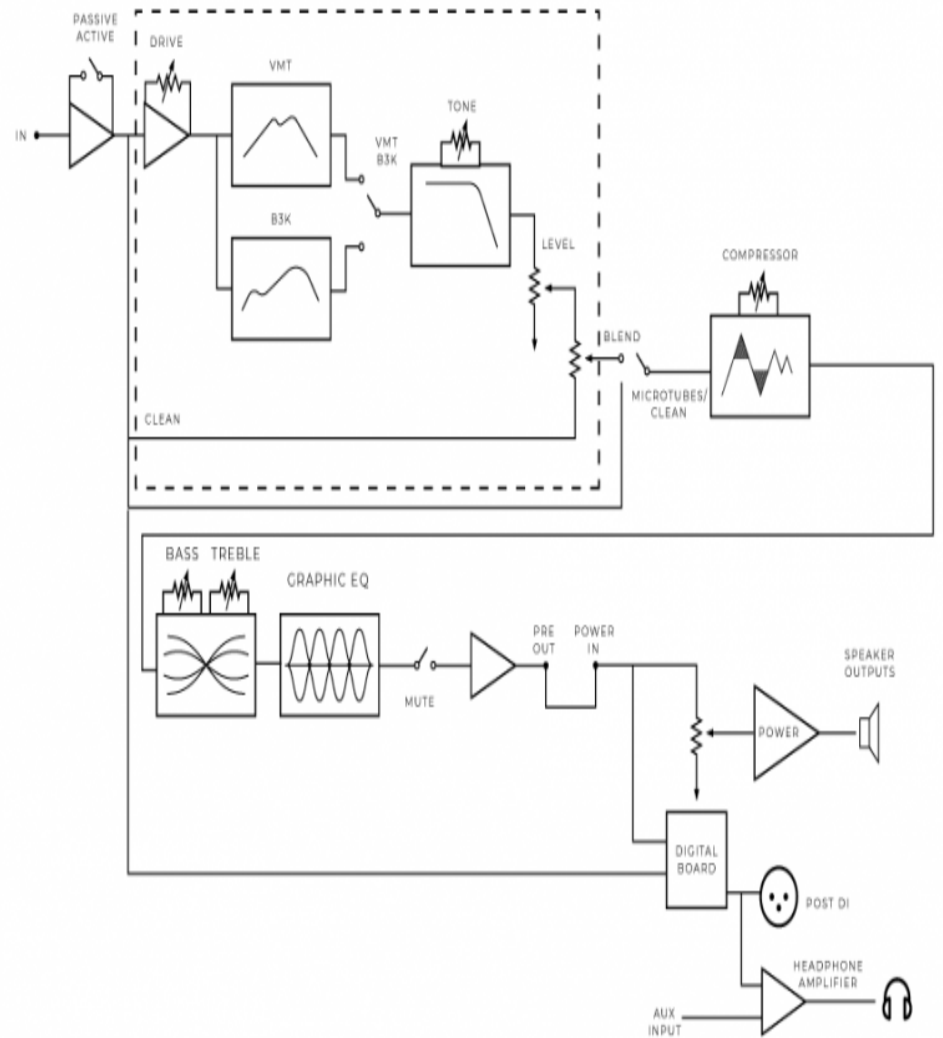 PASSIVE
ACTIVE
DRIVE
VMT
TONE
IN
VMT
B3K
B3K
LEVEL
COMPRESSOR
BLEND
MICROTUBES/
CLEAN
CLEAN
BASS TREBLE
GRAPHIC EQ
PRE
OUT
POWER
IN
SPEAKER
OUTPUTS
MUTE
POWER
DIGITAL
BOARD
POST DI
HEADPHONE
AMPLIFIER
AUX
INPUT